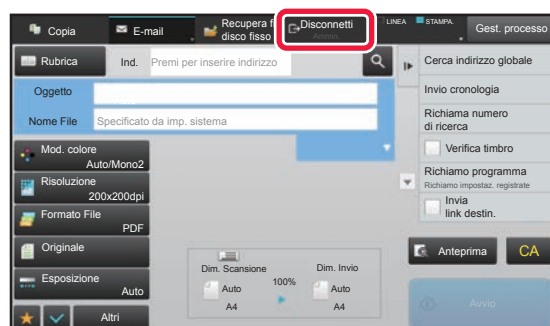 Copia
E-mail
Recupera f
disco fisso
Disconnetti
Ammin.
LINEA
STAMPA.
Gest. processo
Rubrica
Ind.
Premi per inserire indirizzo
Oggetto
Nome File
Specificato da imp. sistema
Mod. colore
Auto/Mono2
Risoluzione
200x200dpi
Formato File
PDF
Originale
Esposizione
Auto
Altri
Dim. Scansione
Auto
A4
100%
Dim. Invio
Auto
A4
Cerca indirizzo globale
Invio cronologia
Richiama numero
di ricerca
Verifica timbro
Richiamo programma
Richiamo impostaz. registrate
Invia
link destin.
Anteprima
CA
Avvio